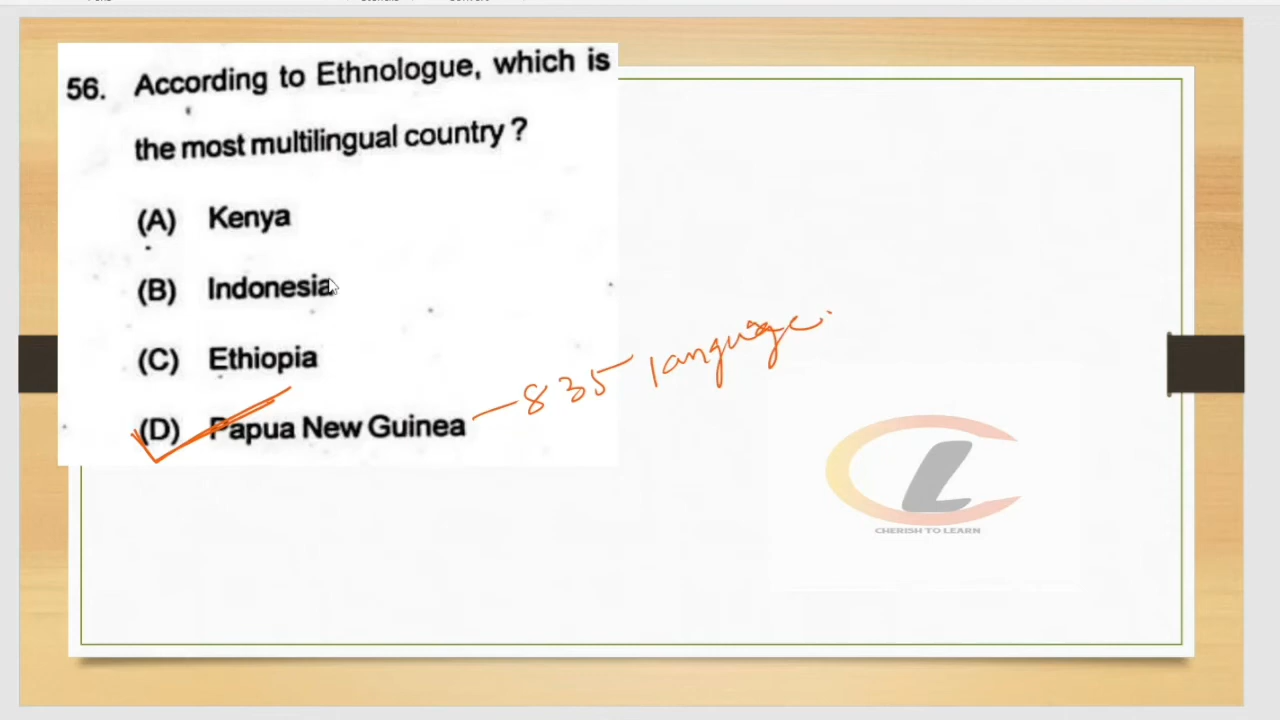 56. According to Ethnologue, which is
the most multilingual country ?
(A) Kenya
(B) Indonesia
(C) Ethiopia
(D) Papua New Guinea - 835 language.
CL
CHERISH TO LEARN